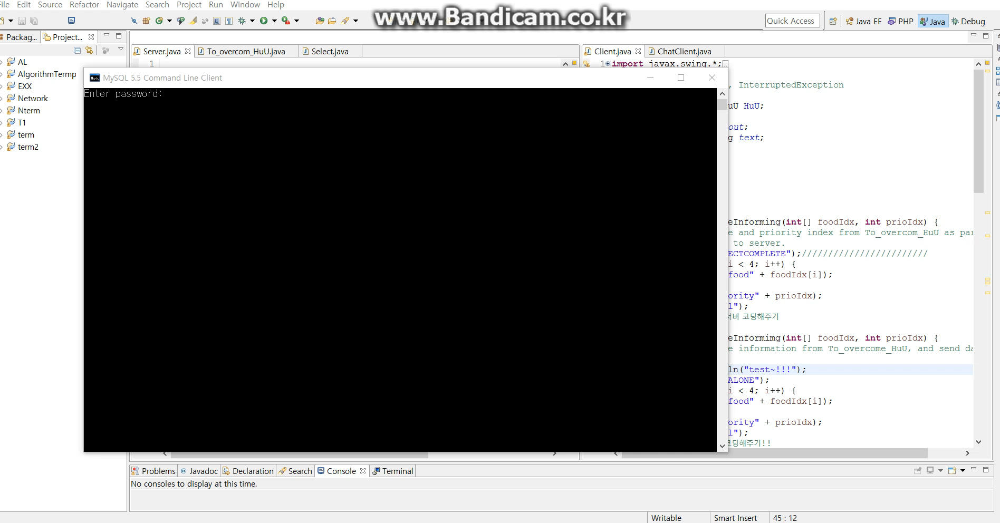 File Edit Source Refactor Navigate Search Project Run Window Help
www.Bandicam.co.kr
Quick Access Java EE PHP Java Debug
Packag... Project...
Server.java To_overcom_HuU.java Select.java
Client.java ChatClient.java
AL
AlgorithmTermp
EXX
Network
Nterm
T1
term
term2
1
1 import javax.swing.*;
MySQL 5.5 Command Line Client
Enter password:
, InterruptedException
uU HuU;
out;
g text;
eInforming(int[] foodIdx, int prioIdx) {
e and priority index from To_overcom_HuU as par
to server.
ECTCOMPLETE");////////////////////////
i < 4; i++) {
food" + foodIdx[i]);
ority" + prioIdx);
l");
서버 코딩해주기
eInformimg(int[] foodIdx, int prioIdx) {
e information from To_overcome_HuU, and send da
ln("test~!!!");
ALONE");
i < 4; i++) {
food" + foodIdx[i]);
ority" + prioIdx);
l");
코딩해주기!!
Problems @ Javadoc Declaration Search Console Terminal
No consoles to display at this time.
Writable Smart Insert 45 : 12